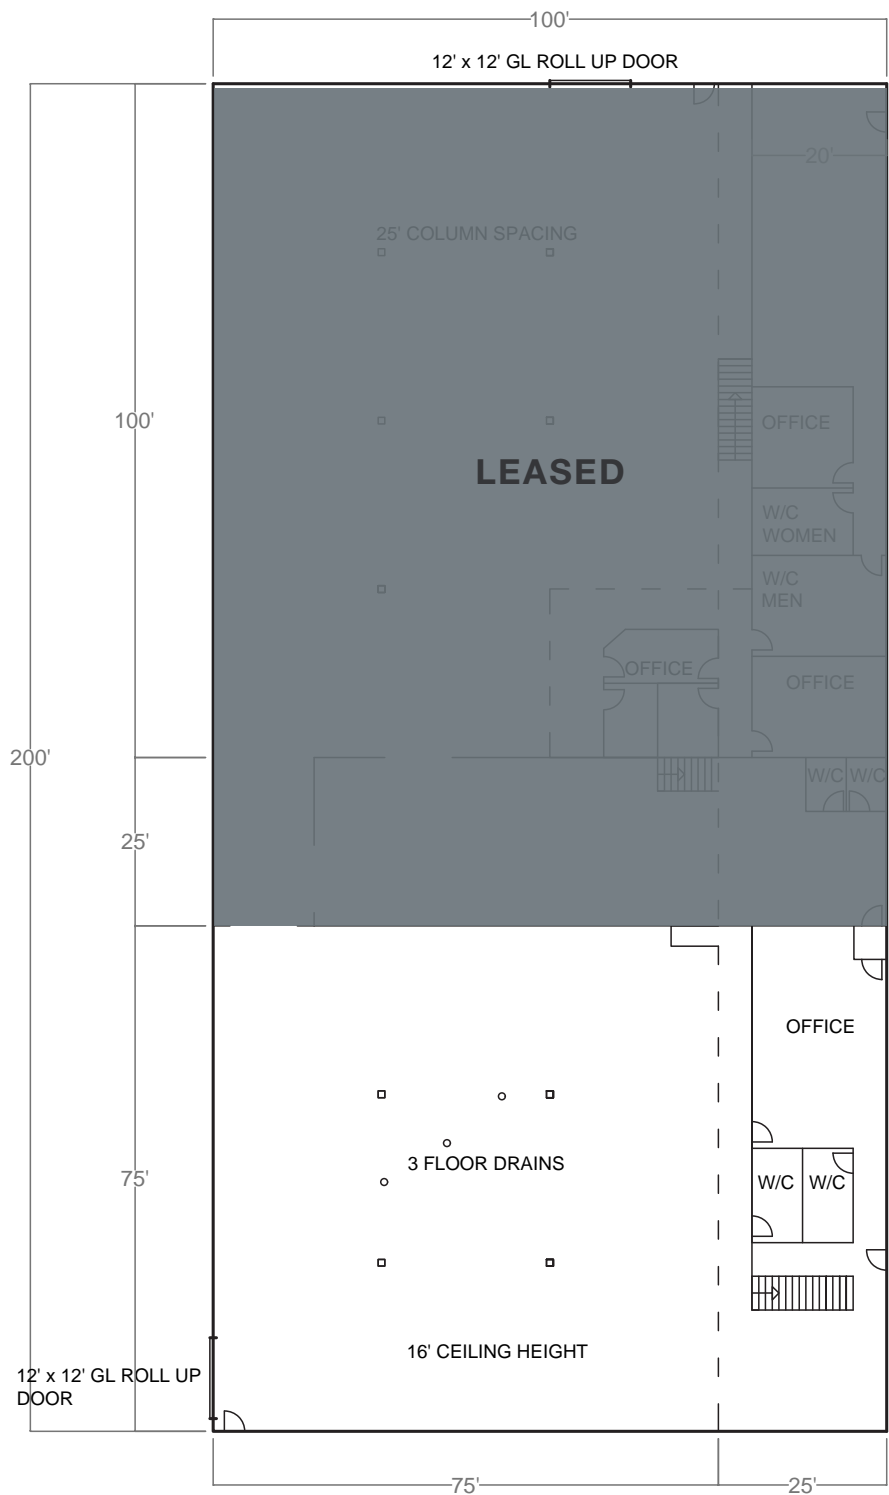 100'
12' x 12' GL ROLL UP DOOR
20'
25' COLUMN SPACING
100'
OFFICE
LEASED
W/C
WOMEN
W/C
MEN
OFFICE
OFFICE
200'
W/C W/C
25'
OFFICE
3 FLOOR DRAINS
75'
W/C W/C
16' CEILING HEIGHT
12' x 12' GL ROLL UP
DOOR
75'
25'